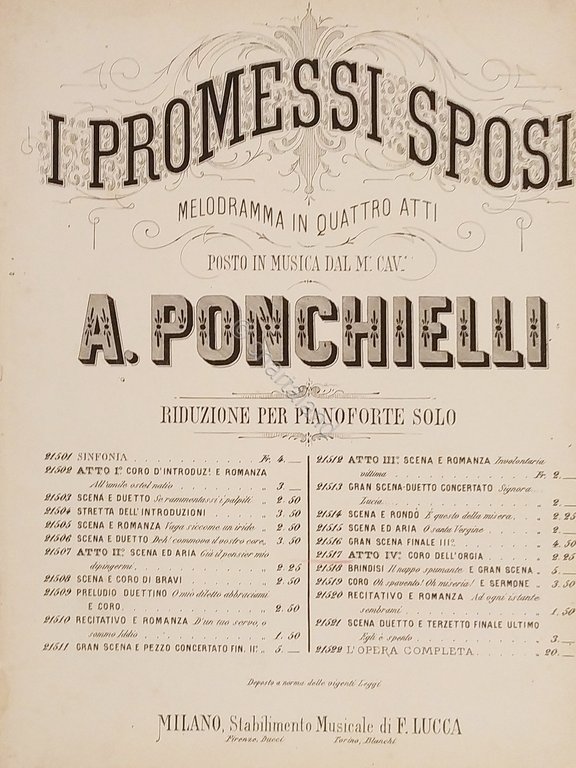 I PROMESSI SPOSI
MELODRAMMA IN QUATTRO ATTI
POSTO IN MUSICA DAL M.° CAV.
A. PONCHIELLI
RIDUZIONE PER PIANOFORTE SOLO
21501 SINFONIA . . . . . . . Fr. 4. —
21502 ATTO I.° CORO D'INTRODUZ.° E ROMANZA
All'umile ostel natio . . . . „ 3 —
21503 SCENA E DUETTO Se rammentassi i palpiti „ 2 50
21504 STRETTA DELL'INTRODUZIONI . . . „ 3 50
21505 SCENA E ROMANZA Vaga siccome un'iride „ 2. 50
21506 SCENA E DUETTO Deh! commova il vostro core „ 3. 50
21507 ATTO II.° SCENA ED ARIA Già il pensier mio
dipingermi . . . . . . . „ 2 25
21508 SCENA E CORO DI BRAVI . . . . „ 2 50
21509 PRELUDIO DUETTINO O mio diletto abbracciami
E CORO . . . . . . . „ 2. 50
21510 RECITATIVO E ROMANZA D'un tuo servo, o
sommo Iddio . . . . . . „ 1. 50
21511 GRAN SCENA E PEZZO CONCERTATO FIN. II.° „ 5 —
21512 ATTO III.° SCENA E ROMANZA Involontaria
vittima . . . . . . . Fr. 2 —
21513 GRAN SCENA-DUETTO CONCERTATO Signora
Lucia . . . . . . . „ 2 —
21514 SCENA E RONDÒ È questo della misera „ 2 25
21515 SCENA ED ARIA O santa Vergine . . „ 2 —
21516 GRAN SCENA FINALE III.° . . . „ 4. 50
21517 ATTO IV.° CORO DELL'ORGIA . . . „ 2 25
21518 BRINDISI Il nappo spumante E GRAN SCENA „ 5 —
21519 CORO Oh spavento! Oh miseria! E SERMONE „ 3. 50
21520 RECITATIVO E ROMANZA Ad ogni istante
sembrami . . . . . . . „ 1. 50
21521 SCENA DUETTO E TERZETTO FINALE ULTIMO
Egli è spento . . . . . . „ 3 —
21522 L'OPERA COMPLETA . . . . . „ 20. —
Deposto a norma delle vigenti Leggi
MILANO, Stabilimento Musicale di F. LUCCA
Firenze, Ducci Torino, Blanchi